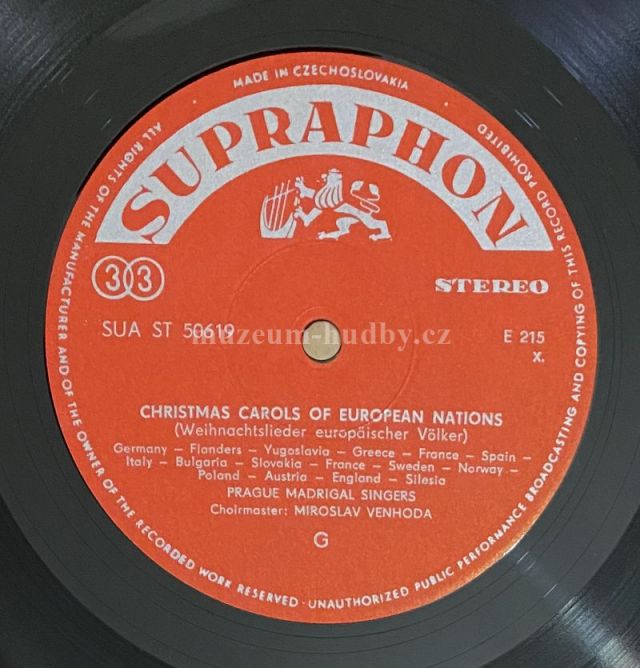 MADE IN CZECHOSLOVAKIA
ALL RIGHTS OF THE MANUFACTURER AND OF THE OWNER OF THE RECORDED WORK RESERVED · UNAUTHORIZED PUBLIC PERFORMANCE BROADCASTING AND COPYING OF THIS RECORD PROHIBITED
SUPRAPHON
33
STEREO
SUA ST 50619
muzeum-hudby.cz
E 215
X.
CHRISTMAS CAROLS OF EUROPEAN NATIONS
(Weihnachtslieder europäischer Völker)
Germany – Flanders – Yugoslavia – Greece – France – Spain –
Italy – Bulgaria – Slovakia – France – Sweden – Norway –
Poland – Austria – England – Silesia
PRAGUE MADRIGAL SINGERS
Choirmaster: MIROSLAV VENHODA
G